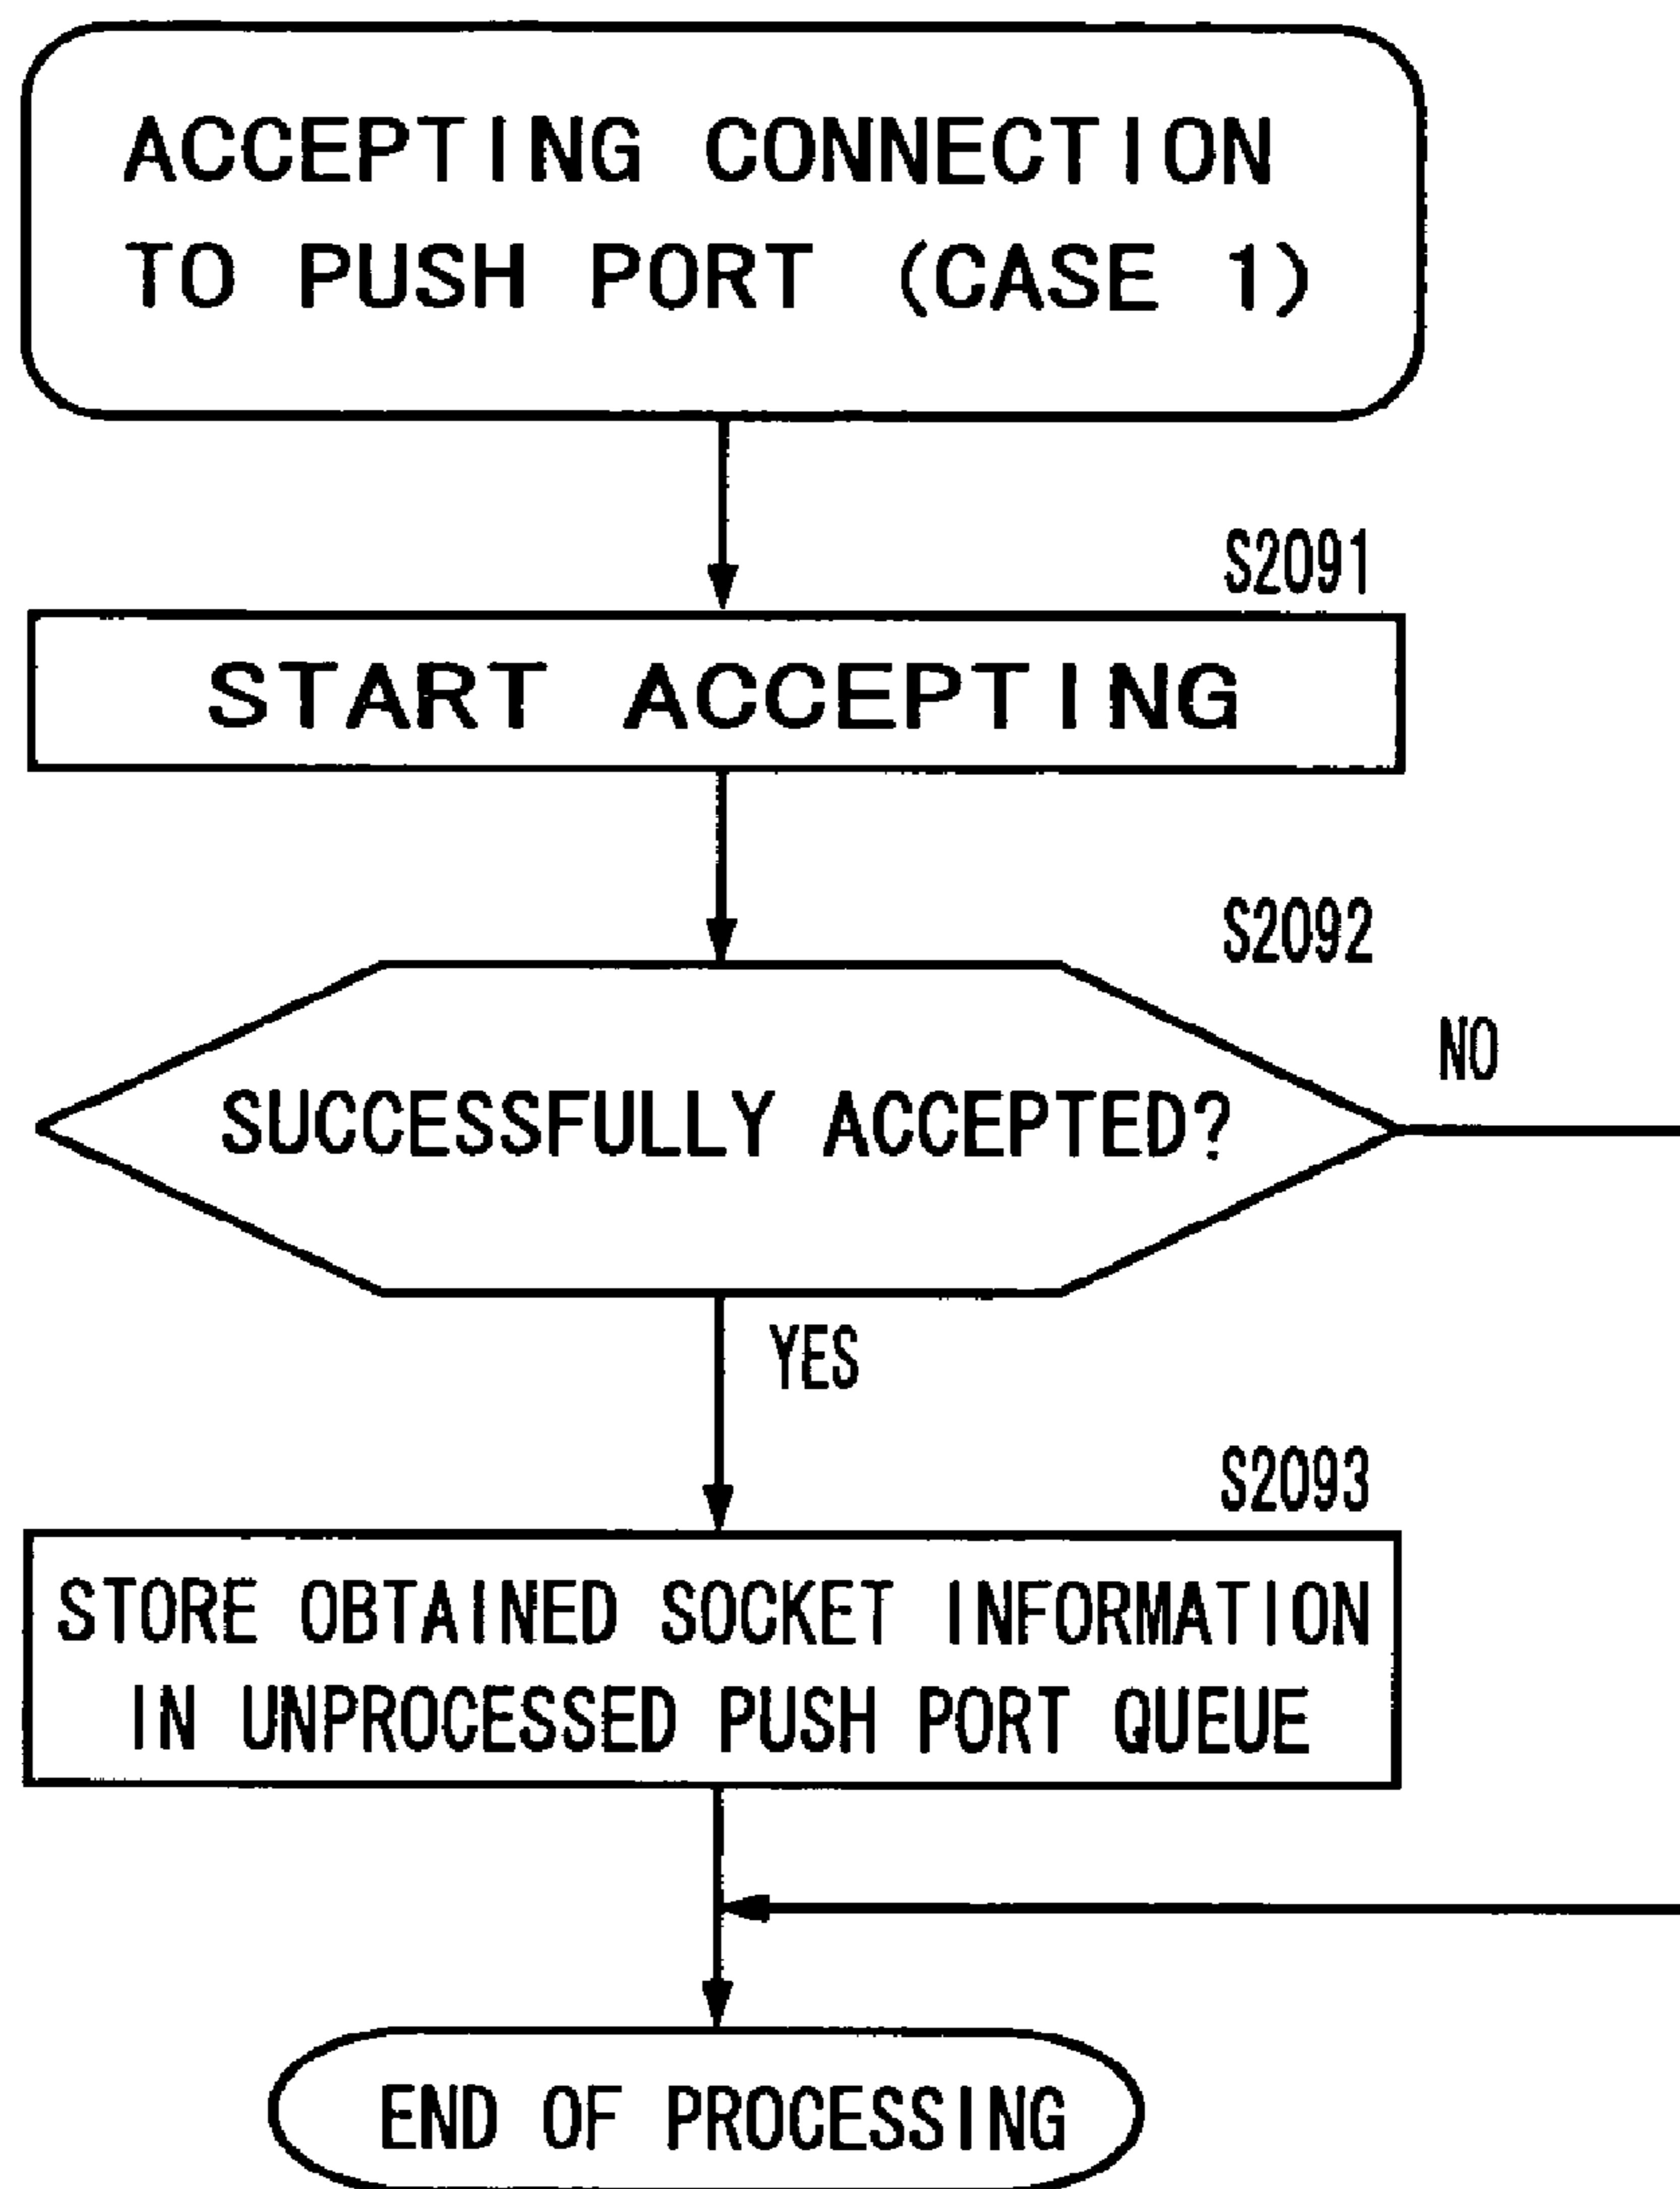 ACCEPTING CONNECTION
TO PUSH PORT (CASE 1)
S2091
START ACCEPTING
S2092
NO
SUCCESSFULLY ACCEPTED?
YES
S2093
STORE OBTAINED SOCKET INFORMATION
IN UNPROCESSED PUSH PORT QUEUE
END OF PROCESSING